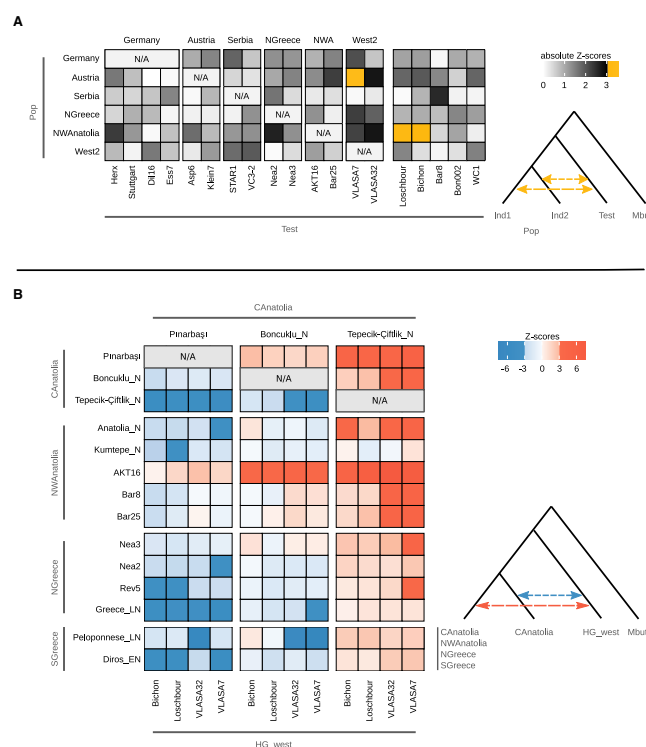 A
Germany Austria Serbia NGreece NWA West2
Germany N/A
Austria N/A
Serbia N/A
NGreece N/A
NWAnatolia N/A
West2 N/A
Pop
Herx Stuttgart Dil16 Ess7 Asp6 Klein7 STAR1 VC3-2 Nea2 Nea3 AKT16 Bar25 VLASA7 VLASA32 Loschbour Bichon Bar8 Bon002 WC1
Test
absolute Z-scores
0 1 2 3
Ind1 Ind2 Test
Pop
B
CAnatolia
Pınarbaşı Boncuklu_N Tepecik-Çiftlik_N
CAnatolia
Pınarbaşı N/A
Boncuklu_N N/A
Tepecik-Çiftlik_N N/A
NWAnatolia
Anatolia_N
Kumtepe_N
AKT16
Bar8
Bar25
NGreece
Nea3
Nea2
Rev5
Greece_LN
SGreece
Peloponnese_LN
Diros_EN
Bichon Loschbour VLASA32 VLASA7 Bichon Loschbour VLASA32 VLASA7 Bichon Loschbour VLASA32 VLASA7
HG_west
Z-scores
-6 -3 0 3 6
CAnatolia CAnatolia HG_west Mbut
NWAnatolia
NGreece
SGreece